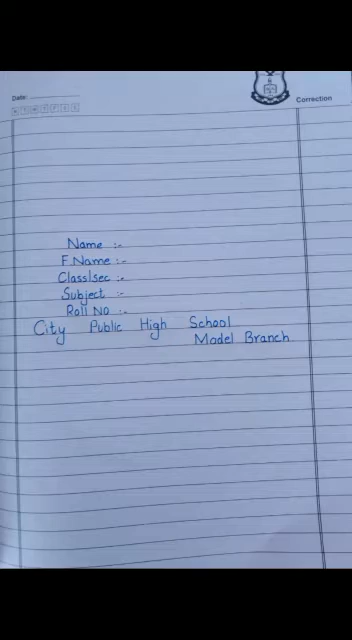 Date:
Correction
M T W T F S S
Name :-
F.Name :-
Class/sec :-
Subject :-
Roll NO :-
City Public High School
Model Branch